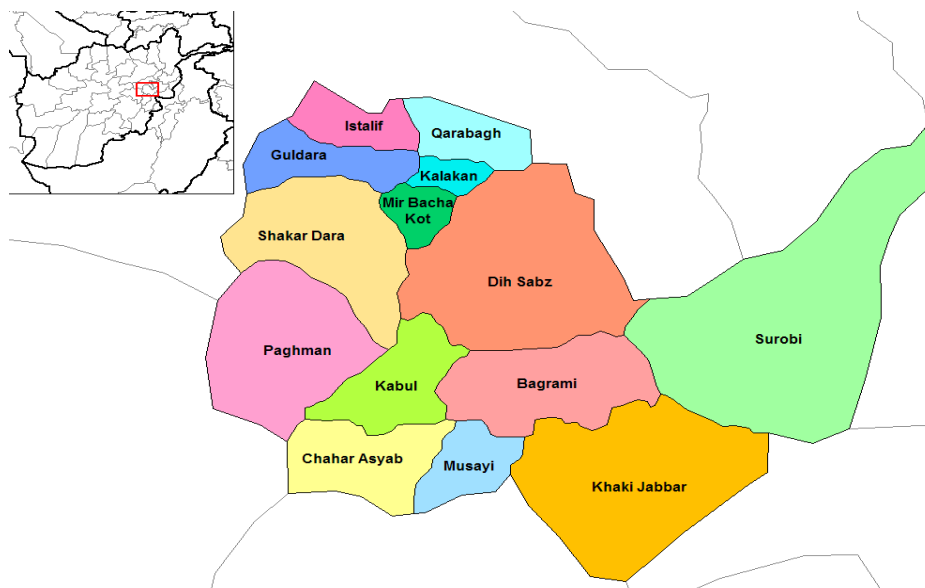 Istalif
Qarabagh
Guldara
Kalakan
Mir Bacha
Kot
Shakar Dara
Dih Sabz
Surobi
Paghman
Kabul
Bagrami
Chahar Asyab
Musayi
Khaki Jabbar